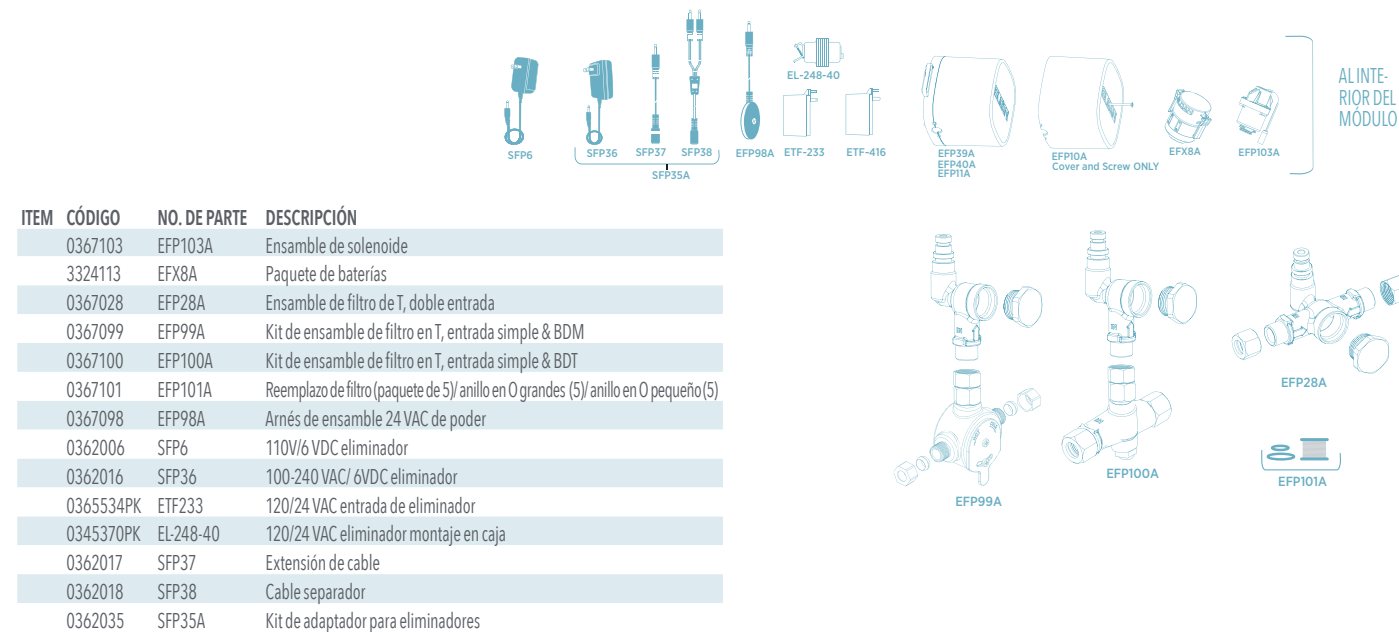 EL-248-40
SFP6
SFP36
SFP37
SFP38
EFP98A
ETF-233
ETF-416
SFP35A
EFP39A
EFP40A
EFP11A
EFP10A
Cover and Screw ONLY
EFX8A
EFP103A
AL INTE-
RIOR DEL
MÓDULO
ITEM CÓDIGO NO. DE PARTE DESCRIPCIÓN
0367103 EFP103A Ensamble de solenoide
3324113 EFX8A Paquete de baterías
0367028 EFP28A Ensamble de filtro de T, doble entrada
0367099 EFP99A Kit de ensamble de filtro en T, entrada simple & BDM
0367100 EFP100A Kit de ensamble de filtro en T, entrada simple & BDT
0367101 EFP101A Reemplazo de filtro (paquete de 5)/ anillo en O grandes (5)/ anillo en O pequeño (5)
0367098 EFP98A Arnés de ensamble 24 VAC de poder
0362006 SFP6 110V/6 VDC eliminador
0362016 SFP36 100-240 VAC/ 6VDC eliminador
0365534PK ETF233 120/24 VAC entrada de eliminador
0345370PK EL-248-40 120/24 VAC eliminador montaje en caja
0362017 SFP37 Extensión de cable
0362018 SFP38 Cable separador
0362035 SFP35A Kit de adaptador para eliminadores
EFP99A
EFP100A
EFP28A
EFP101A